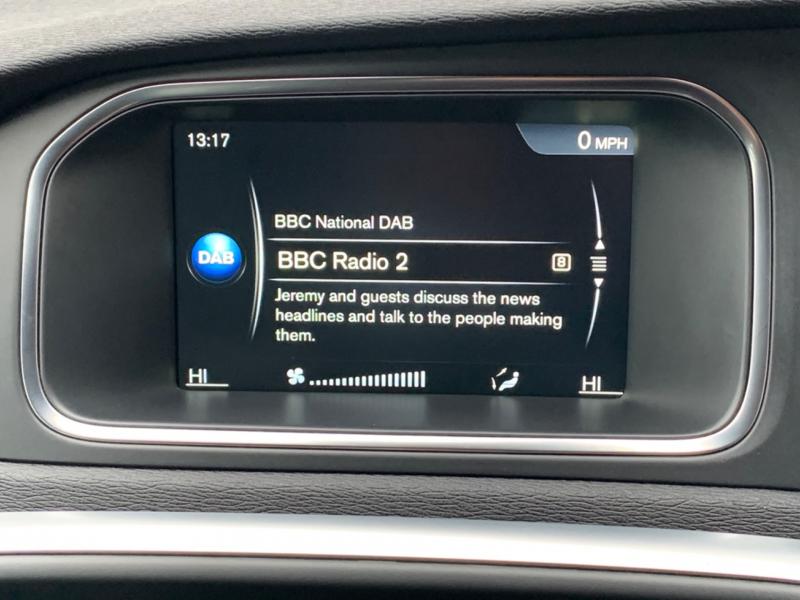 13:17
0 MPH
BBC National DAB
DAB
BBC Radio 2
8
Jeremy and guests discuss the news
headlines and talk to the people making
them.
HI
HI